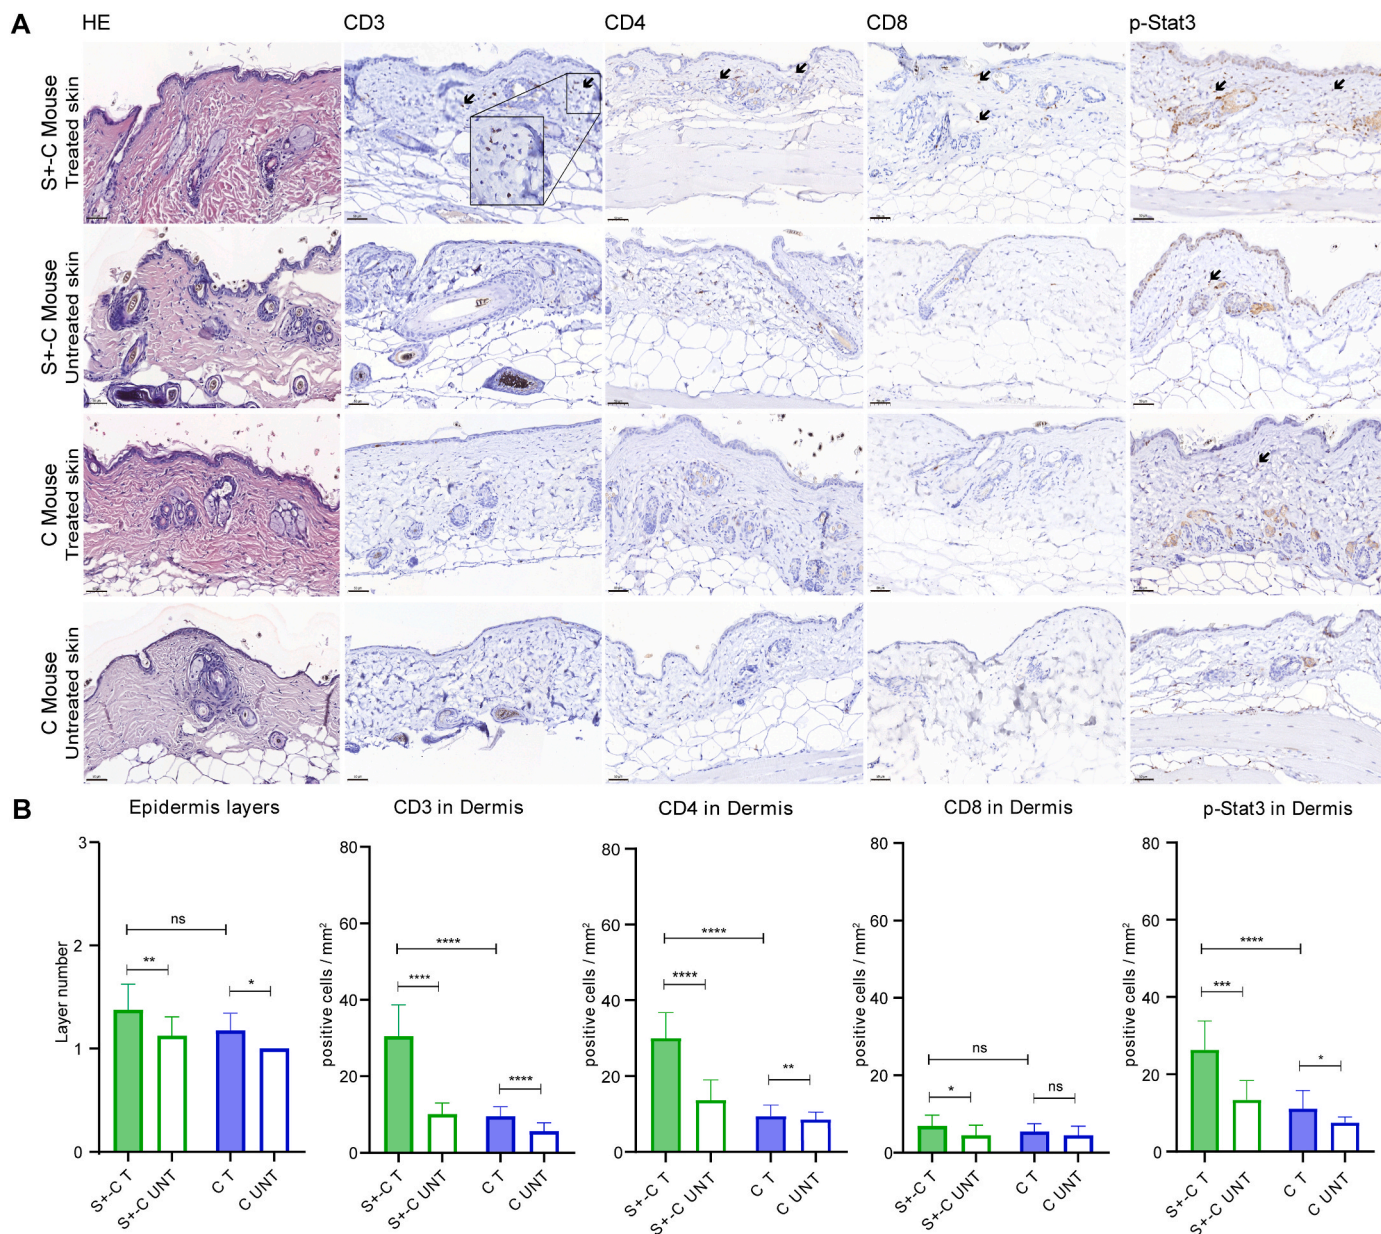 A
HE
CD3
CD4
CD8
p-Stat3
S+-C Mouse
Treated skin
S+-C Mouse
Untreated skin
C Mouse
Treated skin
C Mouse
Untreated skin
B
Epidermis layers
CD3 in Dermis
CD4 in Dermis
CD8 in Dermis
p-Stat3 in Dermis
Layer number
3
2
1
0
ns
**
*
S+-C T
S+-C UNT
C T
C UNT
positive cells / mm²
80
60
40
20
0
****
****
****
S+-C T
S+-C UNT
C T
C UNT
positive cells / mm²
80
60
40
20
0
****
****
**
S+-C T
S+-C UNT
C T
C UNT
positive cells / mm²
80
60
40
20
0
ns
*
ns
S+-C T
S+-C UNT
C T
C UNT
positive cells / mm²
80
60
40
20
0
****
***
*
S+-C T
S+-C UNT
C T
C UNT